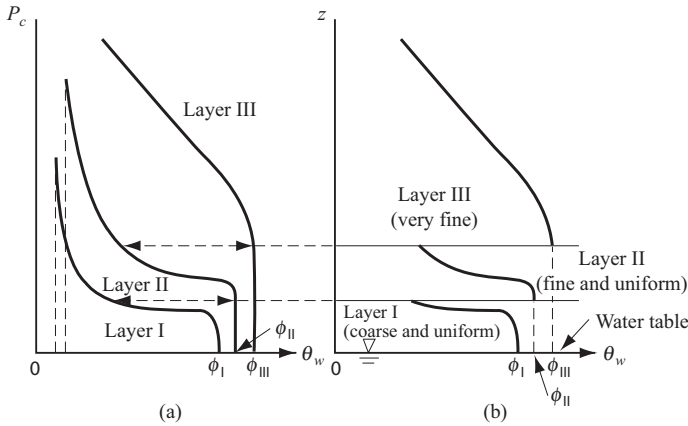 P_c
Layer III
Layer II
Layer I
0
ϕ_I
ϕ_II
ϕ_III
θ_w
(a)
z
Layer III
(very fine)
Layer II
(fine and uniform)
Layer I
(coarse and uniform)
Water table
0
ϕ_I
ϕ_III
θ_w
ϕ_II
(b)